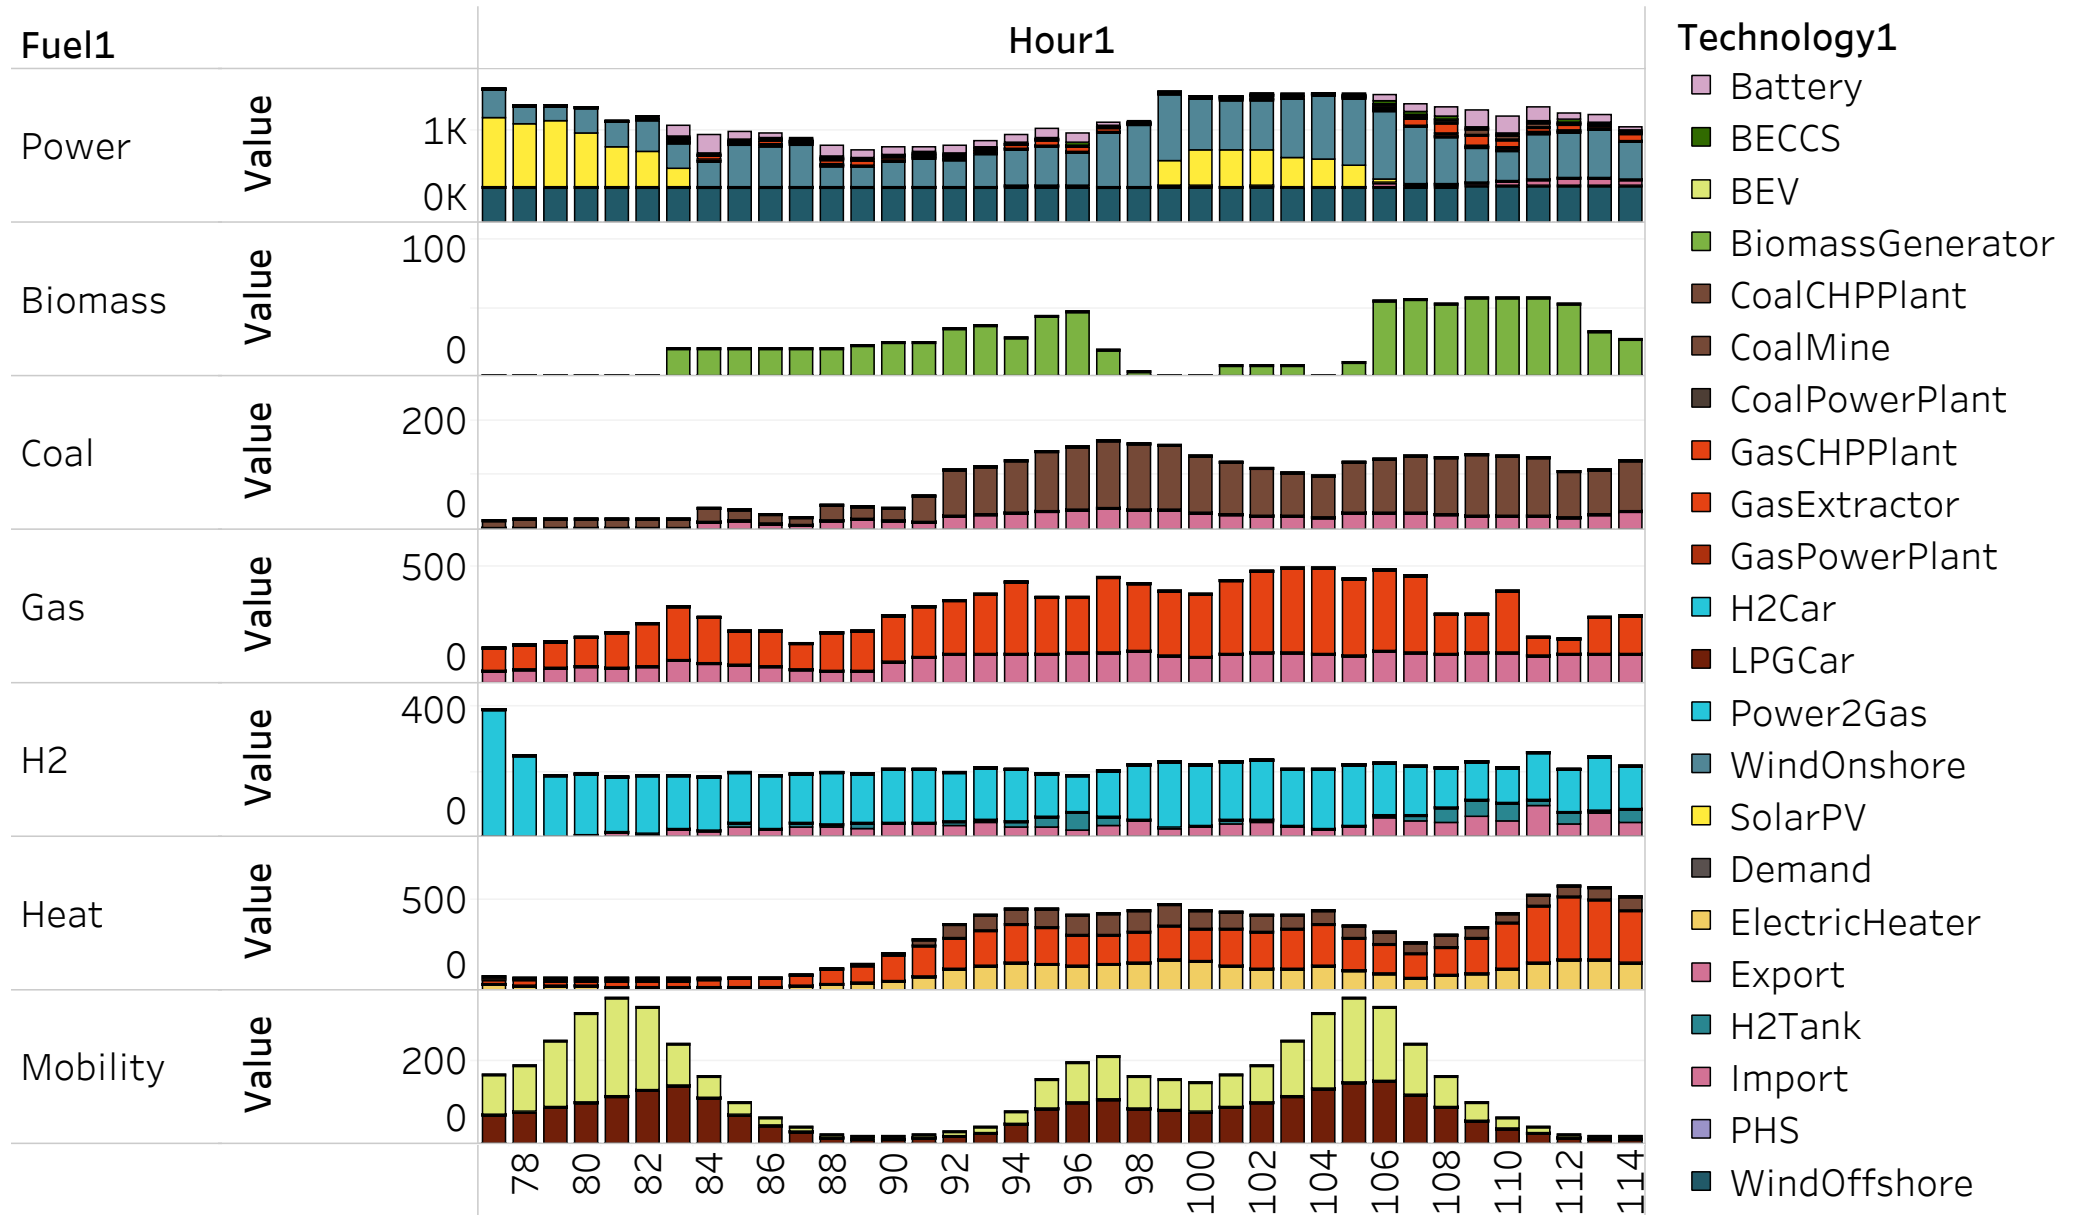 Fuel1
Hour1
Technology1
Power
Value
1K
0K
Biomass
Value
100
0
Coal
Value
200
0
Gas
Value
500
0
H2
Value
400
0
Heat
Value
500
0
Mobility
Value
200
0
78 80 82 84 86 88 90 92 94 96 98 100 102 104 106 108 110 112 114
Battery
BECCS
BEV
BiomassGenerator
CoalCHPPlant
CoalMine
CoalPowerPlant
GasCHPPlant
GasExtractor
GasPowerPlant
H2Car
LPGCar
Power2Gas
WindOnshore
SolarPV
Demand
ElectricHeater
Export
H2Tank
Import
PHS
WindOffshore